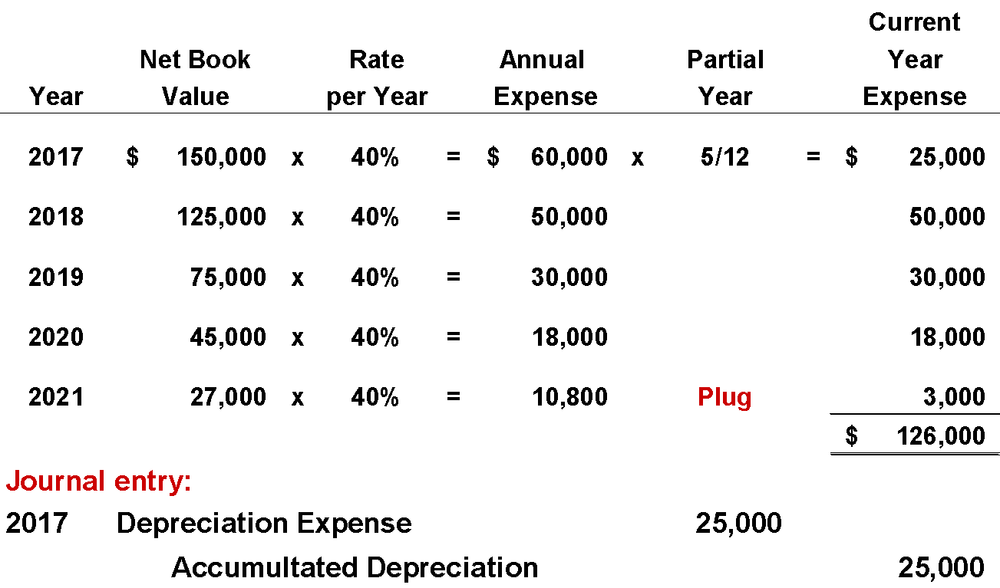 Current
Net Book Rate Annual Partial Year
Year Value per Year Expense Year Expense
2017 $ 150,000 x 40% = $ 60,000 x 5/12 = $ 25,000
2018 125,000 x 40% = 50,000 50,000
2019 75,000 x 40% = 30,000 30,000
2020 45,000 x 40% = 18,000 18,000
2021 27,000 x 40% = 10,800 Plug 3,000
$ 126,000
Journal entry:
2017 Depreciation Expense 25,000
Accumultated Depreciation 25,000